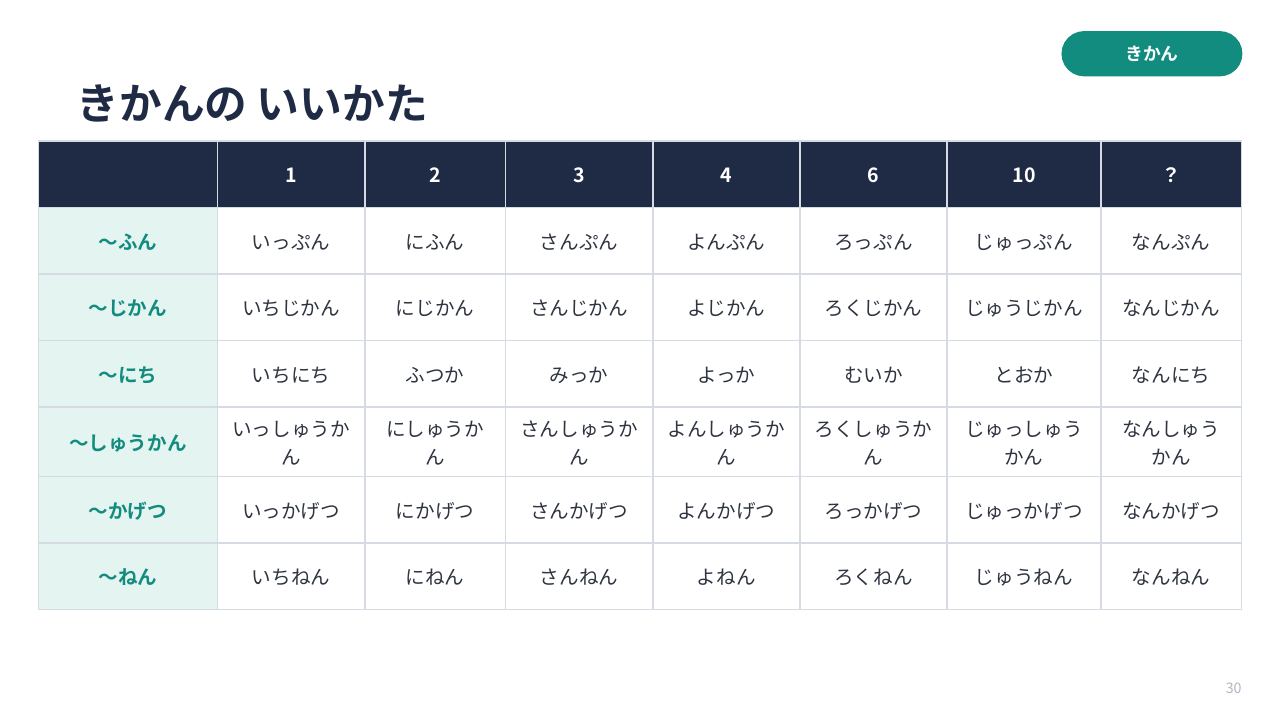 きかん
きかんの いいかた
1 2 3 4 6 10 ？
～ふん いっぷん にふん さんぷん よんぷん ろっぷん じゅっぷん なんぷん
～じかん いちじかん にじかん さんじかん よじかん ろくじかん じゅうじかん なんじかん
～にち いちにち ふつか みっか よっか むいか とおか なんにち
～しゅうかん いっしゅうかん にしゅうかん さんしゅうかん よんしゅうかん ろくしゅうかん じゅっしゅうかん なんしゅうかん
～かげつ いっかげつ にかげつ さんかげつ よんかげつ ろっかげつ じゅっかげつ なんかげつ
～ねん いちねん にねん さんねん よねん ろくねん じゅうねん なんねん
30